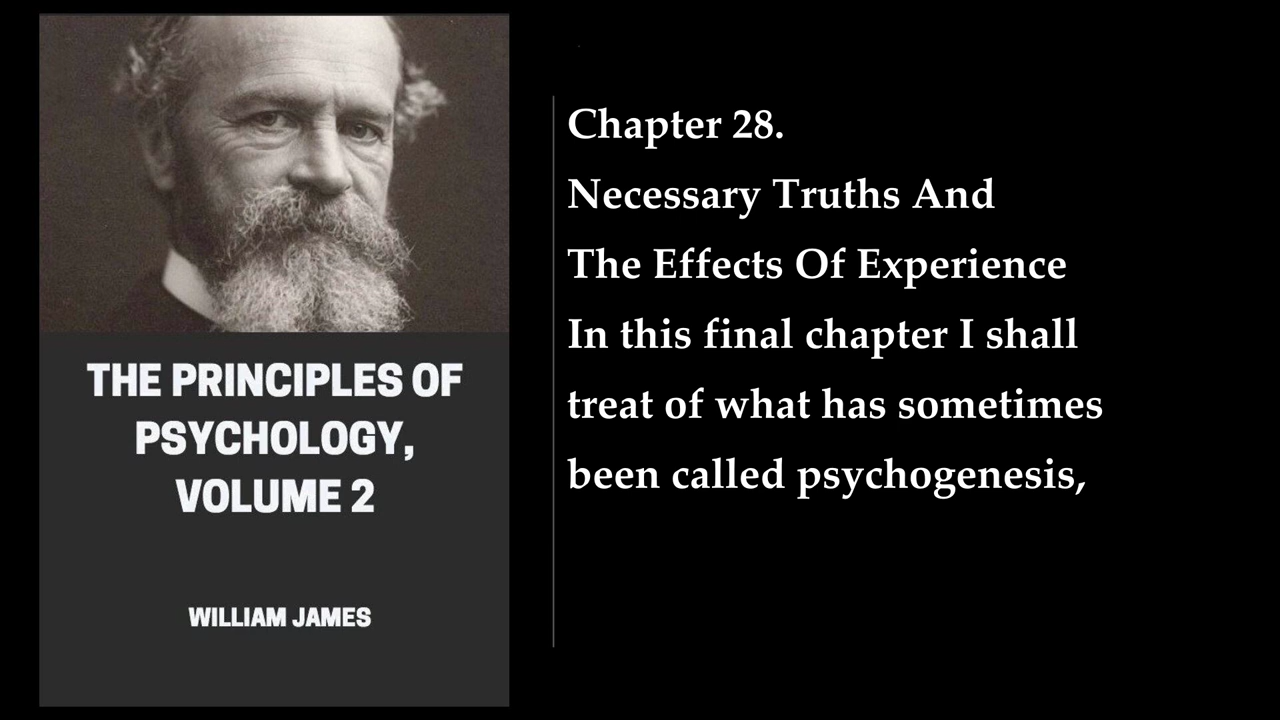 THE PRINCIPLES OF
PSYCHOLOGY,
VOLUME 2
WILLIAM JAMES
Chapter 28.
Necessary Truths And
The Effects Of Experience
In this final chapter I shall
treat of what has sometimes
been called psychogenesis,